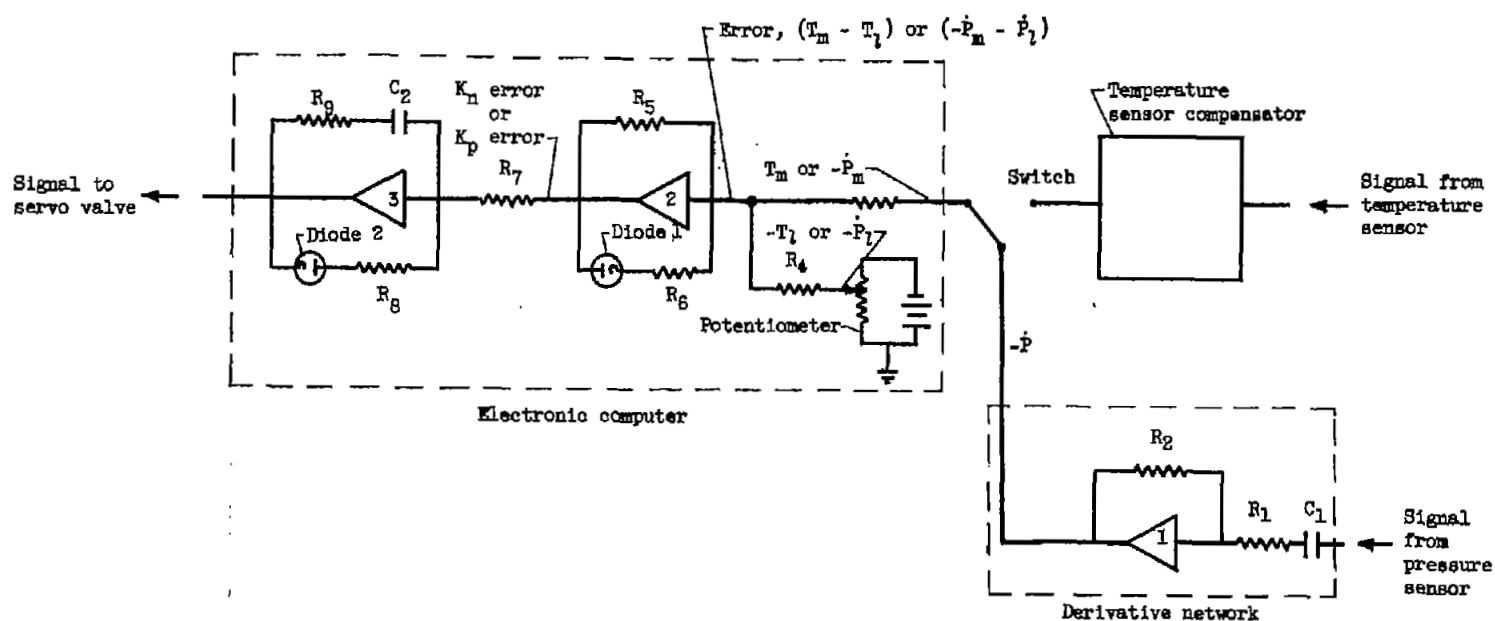 Error, (Tₘ - Tₗ) or (-Ṗₘ - Ṗₗ)
Kₙ error
or
Kₚ error
R₉
C₂
R₅
R₇
3
2
Diode 2
Diode 1
R₈
R₆
Tₘ or -Ṗₘ
-Tₗ or -Ṗₗ
R₄
Potentiometer
Signal to
servo valve
Electronic computer
Switch
Temperature
sensor compensator
Signal from
temperature
sensor
-Ṗ
R₂
R₁
C₁
1
Signal
from
pressure
sensor
Derivative network